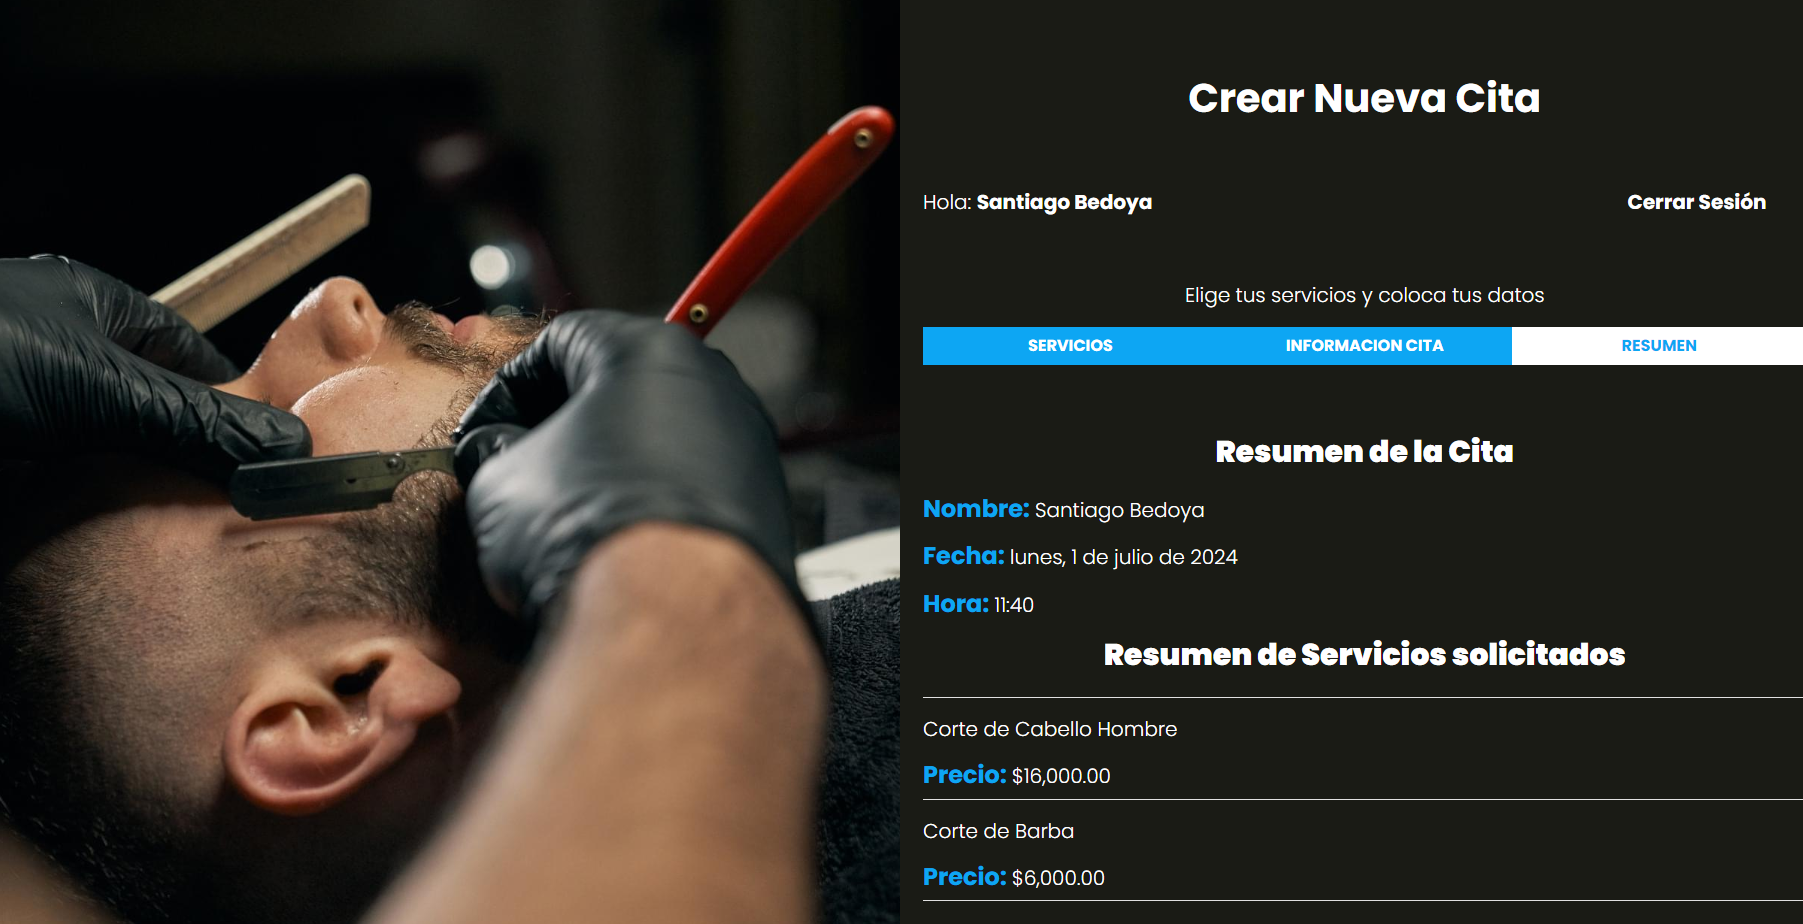 Crear Nueva Cita
Hola: Santiago Bedoya
Cerrar Sesión
Elige tus servicios y coloca tus datos
SERVICIOS
INFORMACION CITA
RESUMEN
Resumen de la Cita
Nombre: Santiago Bedoya
Fecha: lunes, 1 de julio de 2024
Hora: 11:40
Resumen de Servicios solicitados
Corte de Cabello Hombre
Precio: $16,000.00
Corte de Barba
Precio: $6,000.00